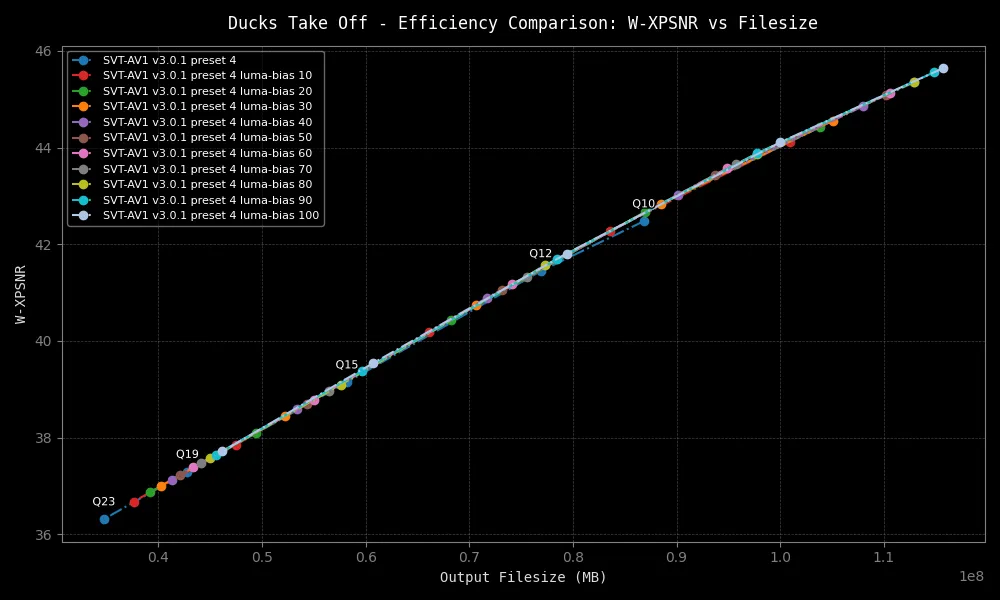 Ducks Take Off - Efficiency Comparison: W-XPSNR vs Filesize
SVT-AV1 v3.0.1 preset 4
SVT-AV1 v3.0.1 preset 4 luma-bias 10
SVT-AV1 v3.0.1 preset 4 luma-bias 20
SVT-AV1 v3.0.1 preset 4 luma-bias 30
SVT-AV1 v3.0.1 preset 4 luma-bias 40
SVT-AV1 v3.0.1 preset 4 luma-bias 50
SVT-AV1 v3.0.1 preset 4 luma-bias 60
SVT-AV1 v3.0.1 preset 4 luma-bias 70
SVT-AV1 v3.0.1 preset 4 luma-bias 80
SVT-AV1 v3.0.1 preset 4 luma-bias 90
SVT-AV1 v3.0.1 preset 4 luma-bias 100
W-XPSNR
46
44
42
40
38
36
Q10
Q12
Q15
Q19
Q23
0.4 0.5 0.6 0.7 0.8 0.9 1.0 1.1
1e8
Output Filesize (MB)